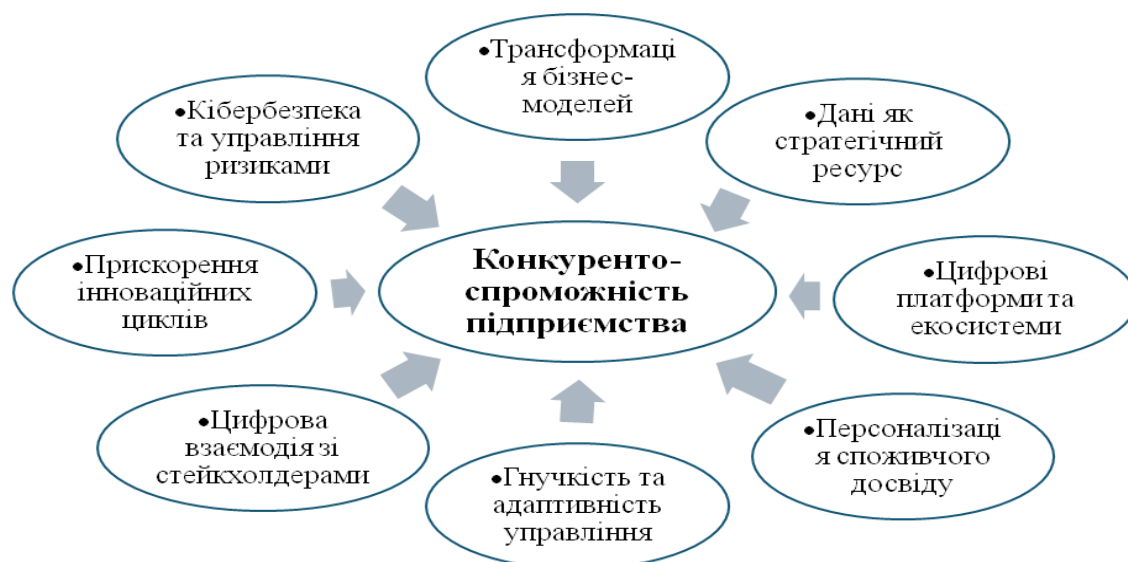 •Трансформаці
я бізнес-
моделей
•Кібербезпека
та управління
ризиками
•Дані як
стратегічний
ресурс
•Прискорення
інноваційних
циклів
Конкуренто-
спроможність
підприємства
•Цифрові
платформи та
екосистеми
•Цифрова
взаємодія зі
стейкхолдерами
•Гнучкість та
адаптивність
управління
•Персоналізаці
я споживчого
досвіду